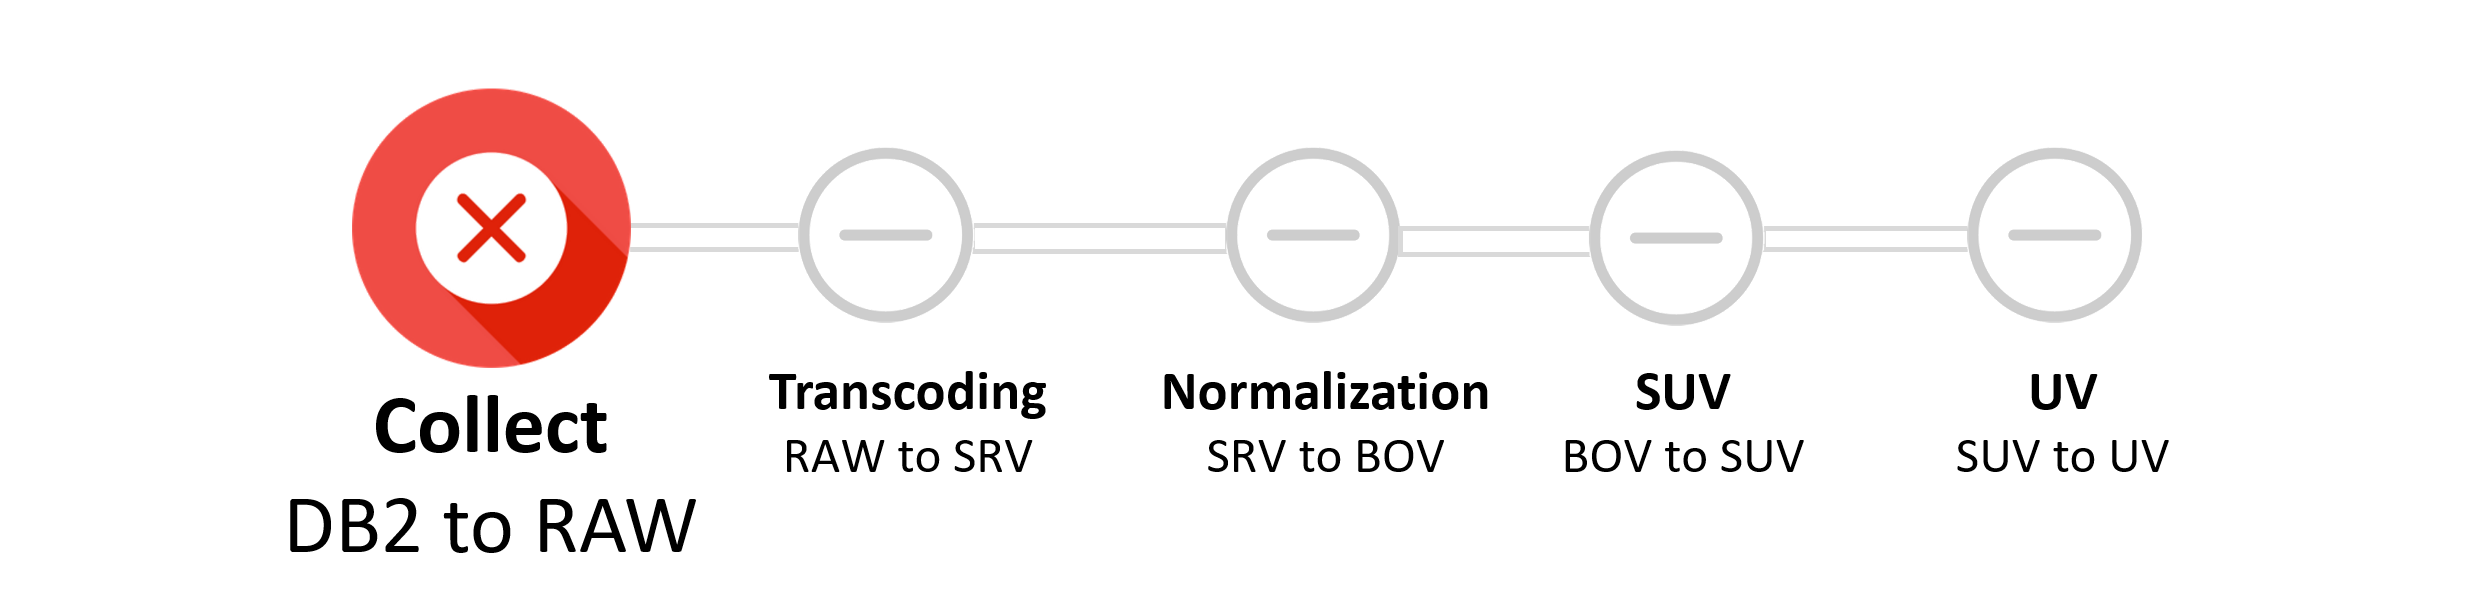 Collect
DB2 to RAW
Transcoding
RAW to SRV
Normalization
SRV to BOV
SUV
BOV to SUV
UV
SUV to UV